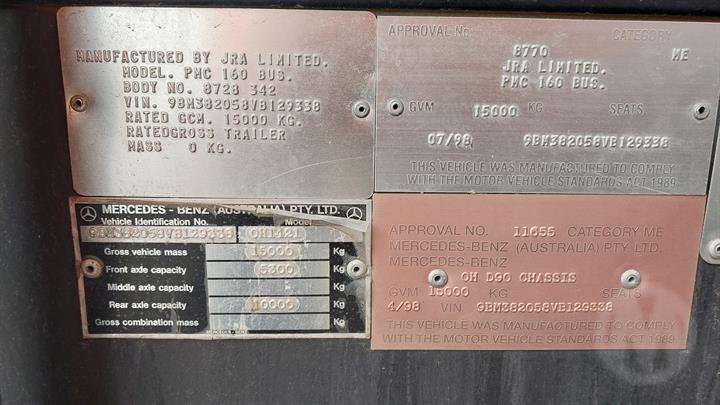 MANUFACTURED BY JRA LIMITED.
MODEL. PMC 160 BUS.
BODY NO. 8728 342
VIN. 9BM382058VB129338
RATED GCM. 15000 KG.
RATEDGROSS TRAILER
MASS 0 KG.
APPROVAL No. CATEGORY
8770 ME
JRA LIMITED.
PMC 160 BUS.
GVM 15000 KG SEATS
07/98 9BM382058VB129338
THIS VEHICLE WAS MANUFACTURED TO COMPLY
WITH THE MOTOR VEHICLE STANDARDS ACT 1989
MERCEDES-BENZ (AUSTRALIA) PTY. LTD.
Vehicle Identification No. Model
9BM382058VB129338 OH1421
Gross vehicle mass 15000 Kg
Front axle capacity 5300 Kg
Middle axle capacity Kg
Rear axle capacity 10000 Kg
Gross combination mass Kg
MERCEDES-BENZ
APPROVAL NO. 11655 CATEGORY ME
MERCEDES-BENZ (AUSTRALIA) PTY LTD.
MERCEDES-BENZ
OH D90 CHASSIS
GVM 15000 KG SEATS
4/98 VIN 9BM382058VB129338
THIS VEHICLE WAS MANUFACTURED TO COMPLY
WITH THE MOTOR VEHICLE STANDARDS ACT 1989